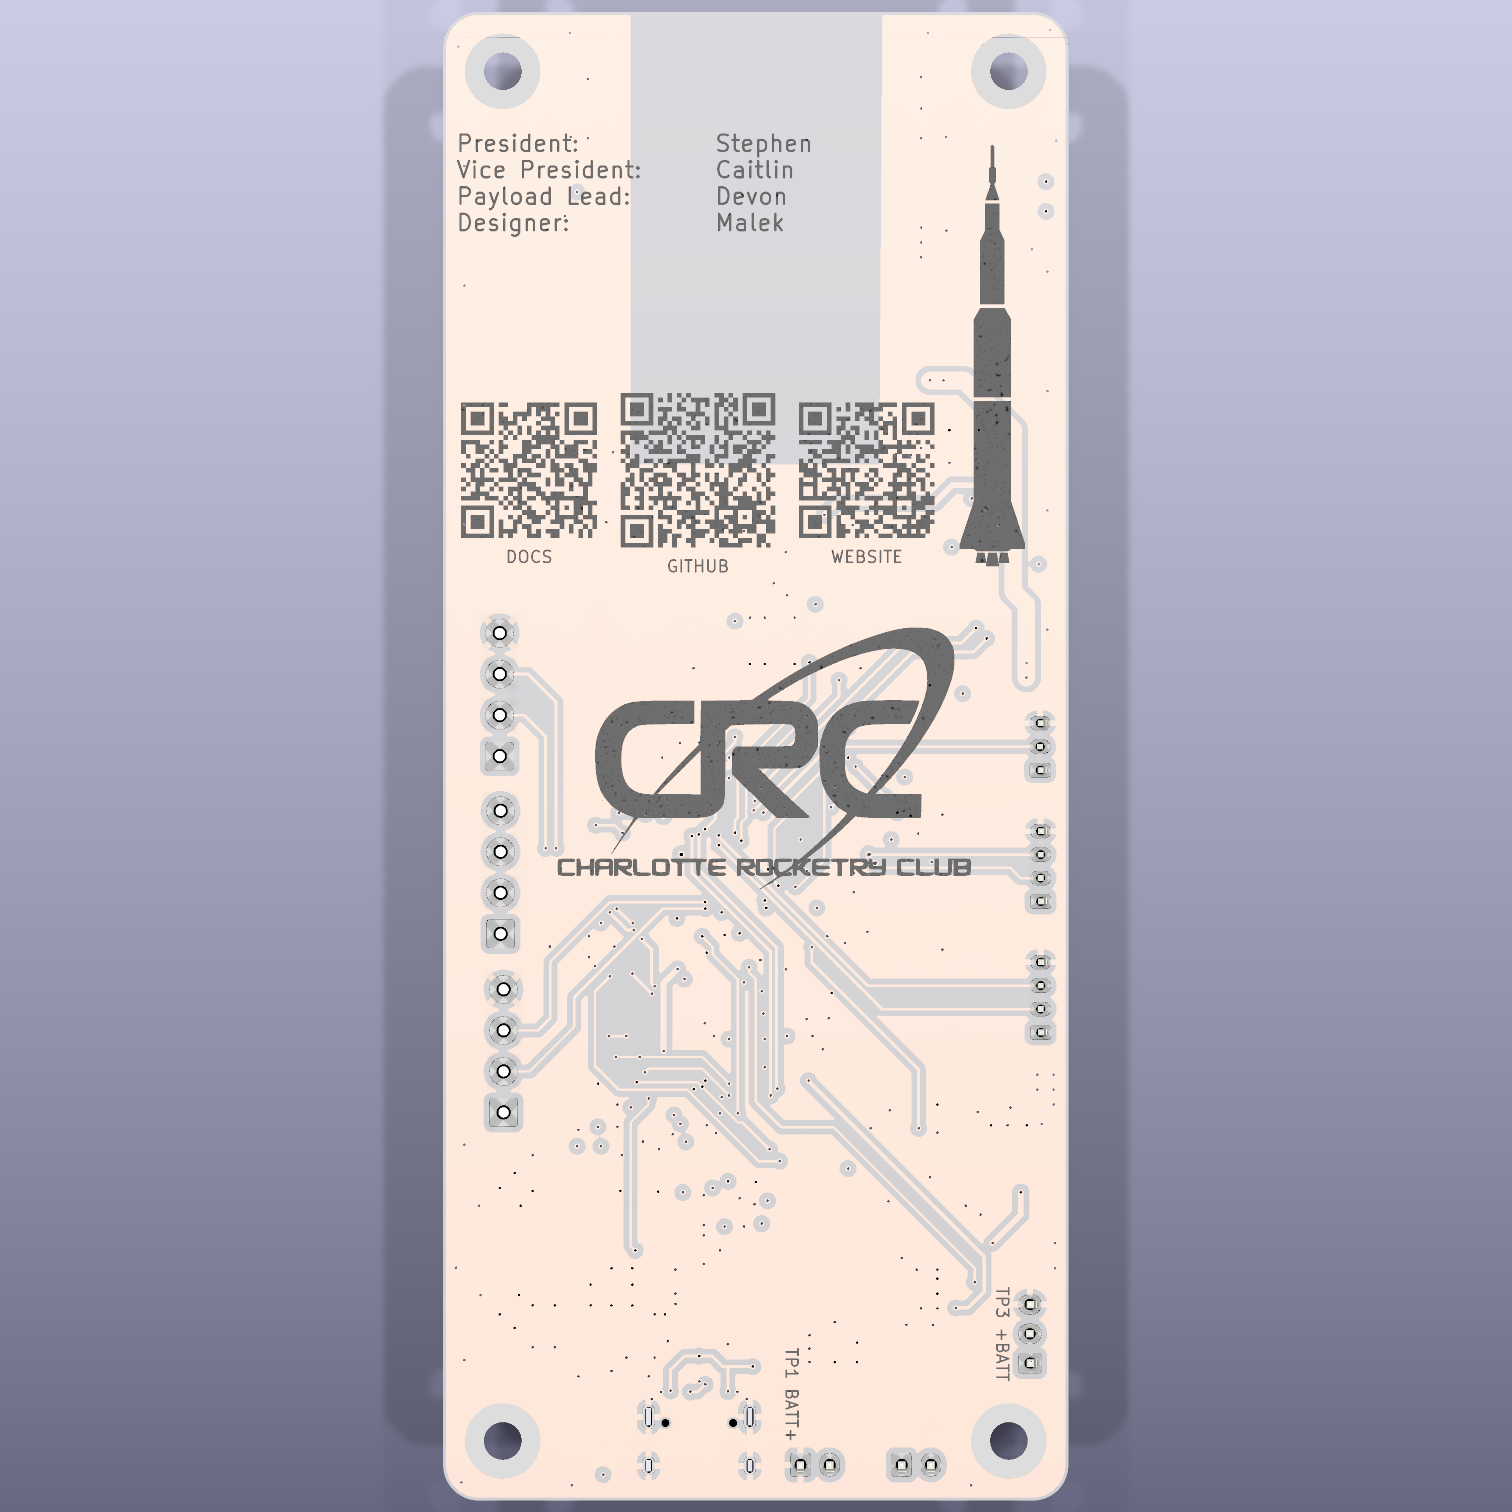 President: Stephen
Vice President: Caitlin
Payload Lead: Devon
Designer: Malek
DOCS
GITHUB
WEBSITE
CRC
CHARLOTTE ROCKETRY CLUB
TP3 +BATT
TP1 BATT+